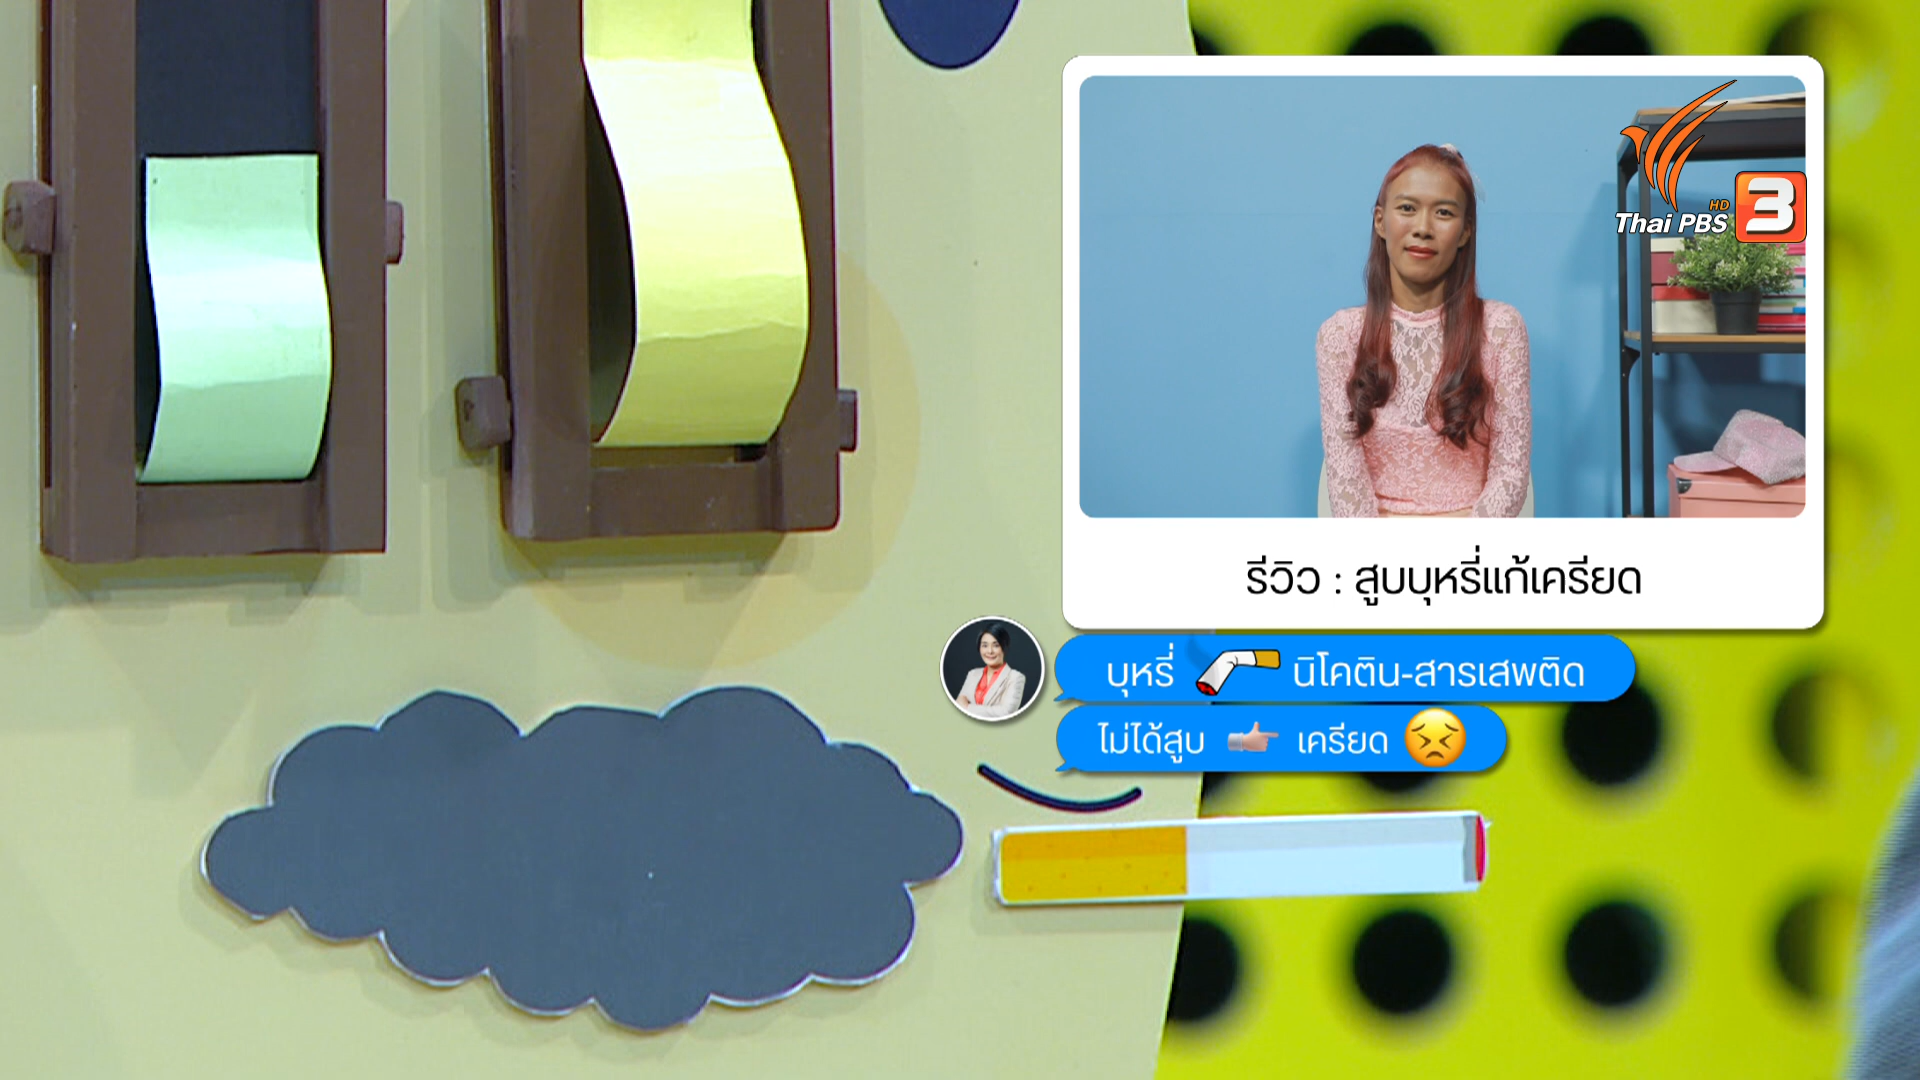 HD
Thai PBS 3
รีวิว : สูบบุหรี่แก้เครียด
บุหรี่ นิโคติน-สารเสพติด
ไม่ได้สูบ เครียด